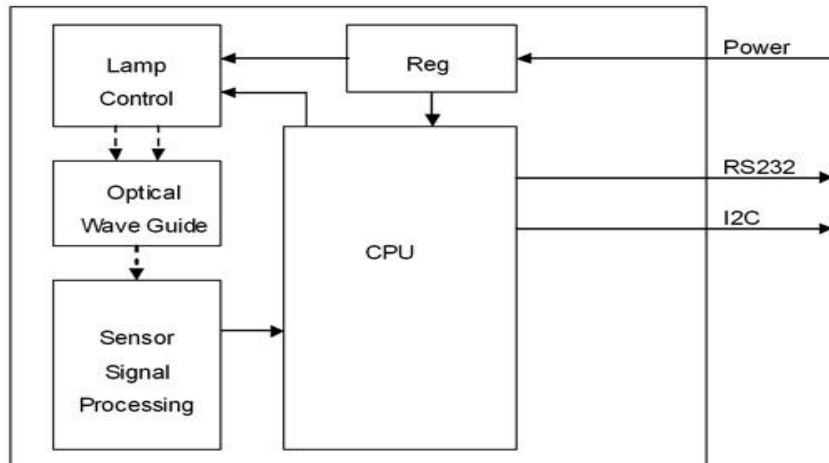 Lamp
Control
Reg
Power
Optical
Wave Guide
CPU
RS232
I2C
Sensor
Signal
Processing